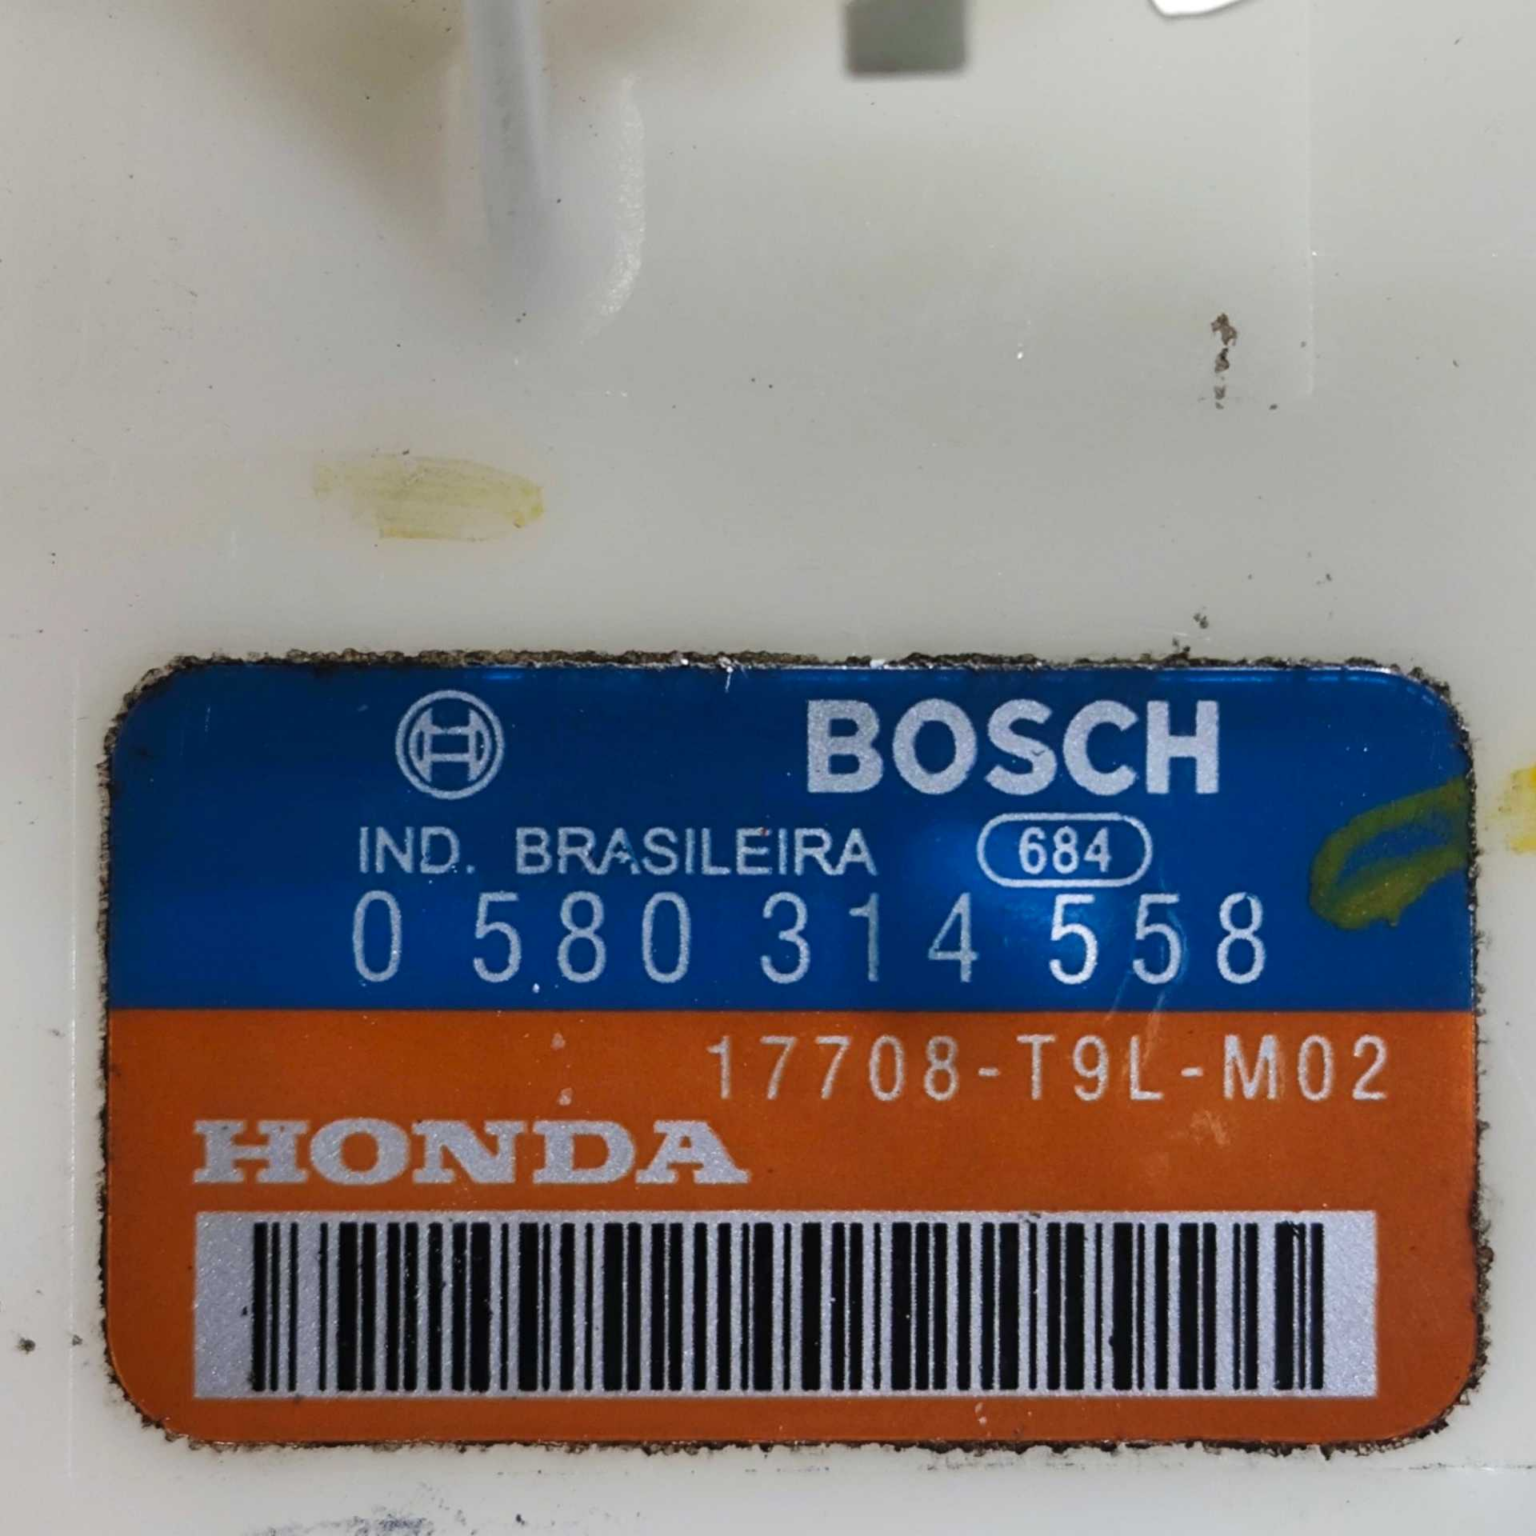 BOSCH
IND. BRASILEIRA 684
0 580 314 558
17708-T9L-M02
HONDA